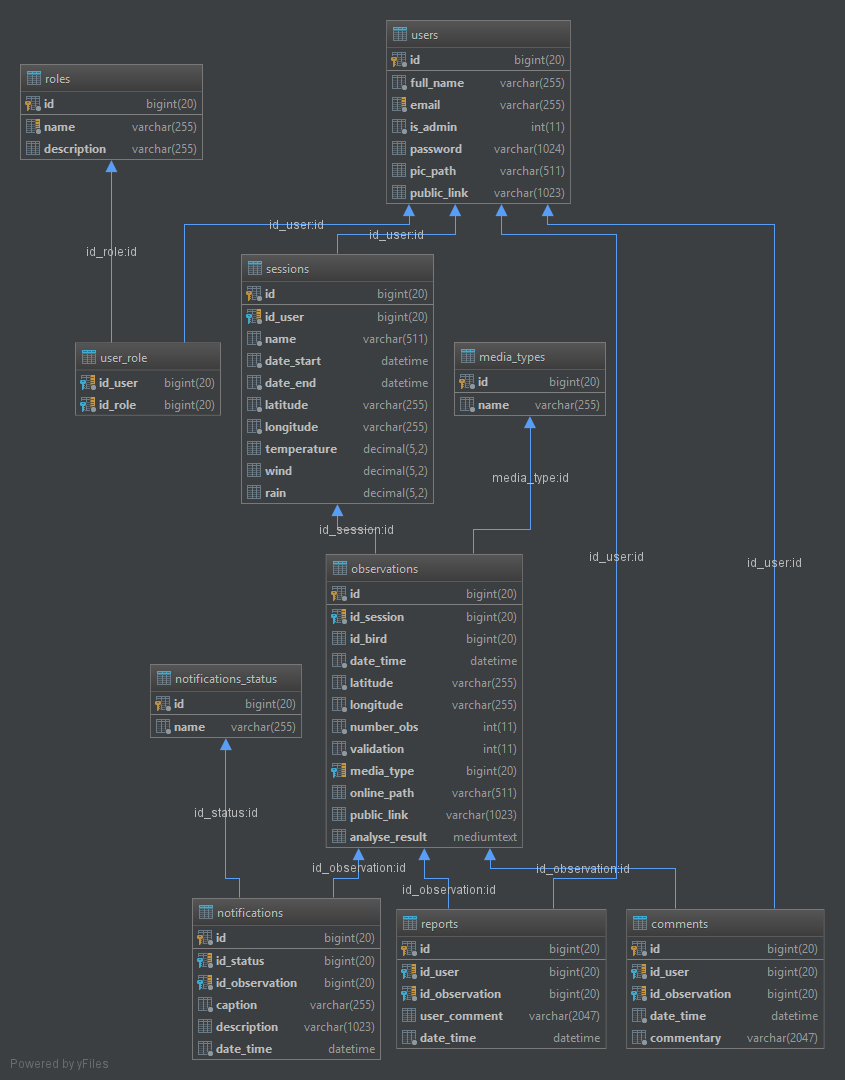 users
id bigint(20)
full_name varchar(255)
email varchar(255)
is_admin int(11)
password varchar(1024)
pic_path varchar(511)
public_link varchar(1023)
roles
id bigint(20)
name varchar(255)
description varchar(255)
id_user:id
id_user:id
id_role:id
sessions
id bigint(20)
id_user bigint(20)
name varchar(511)
date_start datetime
date_end datetime
latitude varchar(255)
longitude varchar(255)
temperature decimal(5,2)
wind decimal(5,2)
rain decimal(5,2)
user_role
id_user bigint(20)
id_role bigint(20)
media_types
id bigint(20)
name varchar(255)
media_type:id
id_session:id
id_user:id
id_user:id
observations
id bigint(20)
id_session bigint(20)
id_bird bigint(20)
date_time datetime
latitude varchar(255)
longitude varchar(255)
number_obs int(11)
validation int(11)
media_type bigint(20)
online_path varchar(511)
public_link varchar(1023)
analyse_result mediumtext
notifications_status
id bigint(20)
name varchar(255)
id_status:id
id_observation:id
id_observation:id
id_observation:id
notifications
id bigint(20)
id_status bigint(20)
id_observation bigint(20)
caption varchar(255)
description varchar(1023)
date_time datetime
reports
id bigint(20)
id_user bigint(20)
id_observation bigint(20)
user_comment varchar(2047)
date_time datetime
comments
id bigint(20)
id_user bigint(20)
id_observation bigint(20)
date_time datetime
commentary varchar(2047)
Powered by yFiles